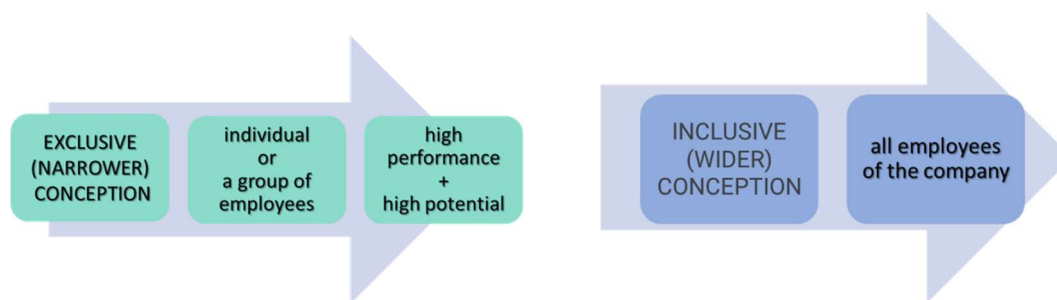 EXCLUSIVE
(NARROWER)
CONCEPTION
individual
or
a group of
employees
high
performance
+
high potential
INCLUSIVE
(WIDER)
CONCEPTION
all employees
of the company